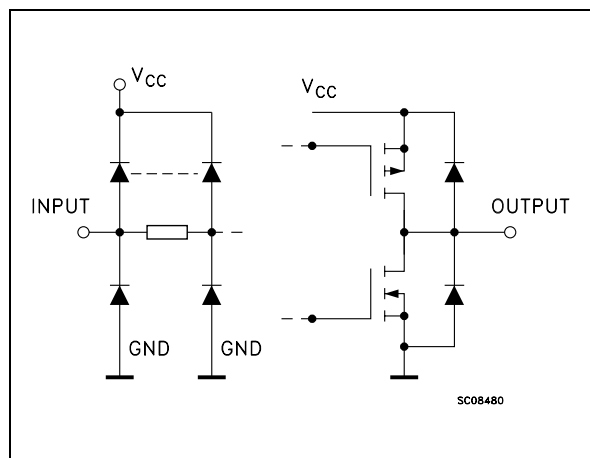 VCC
VCC
INPUT
OUTPUT
GND
GND
SC08480